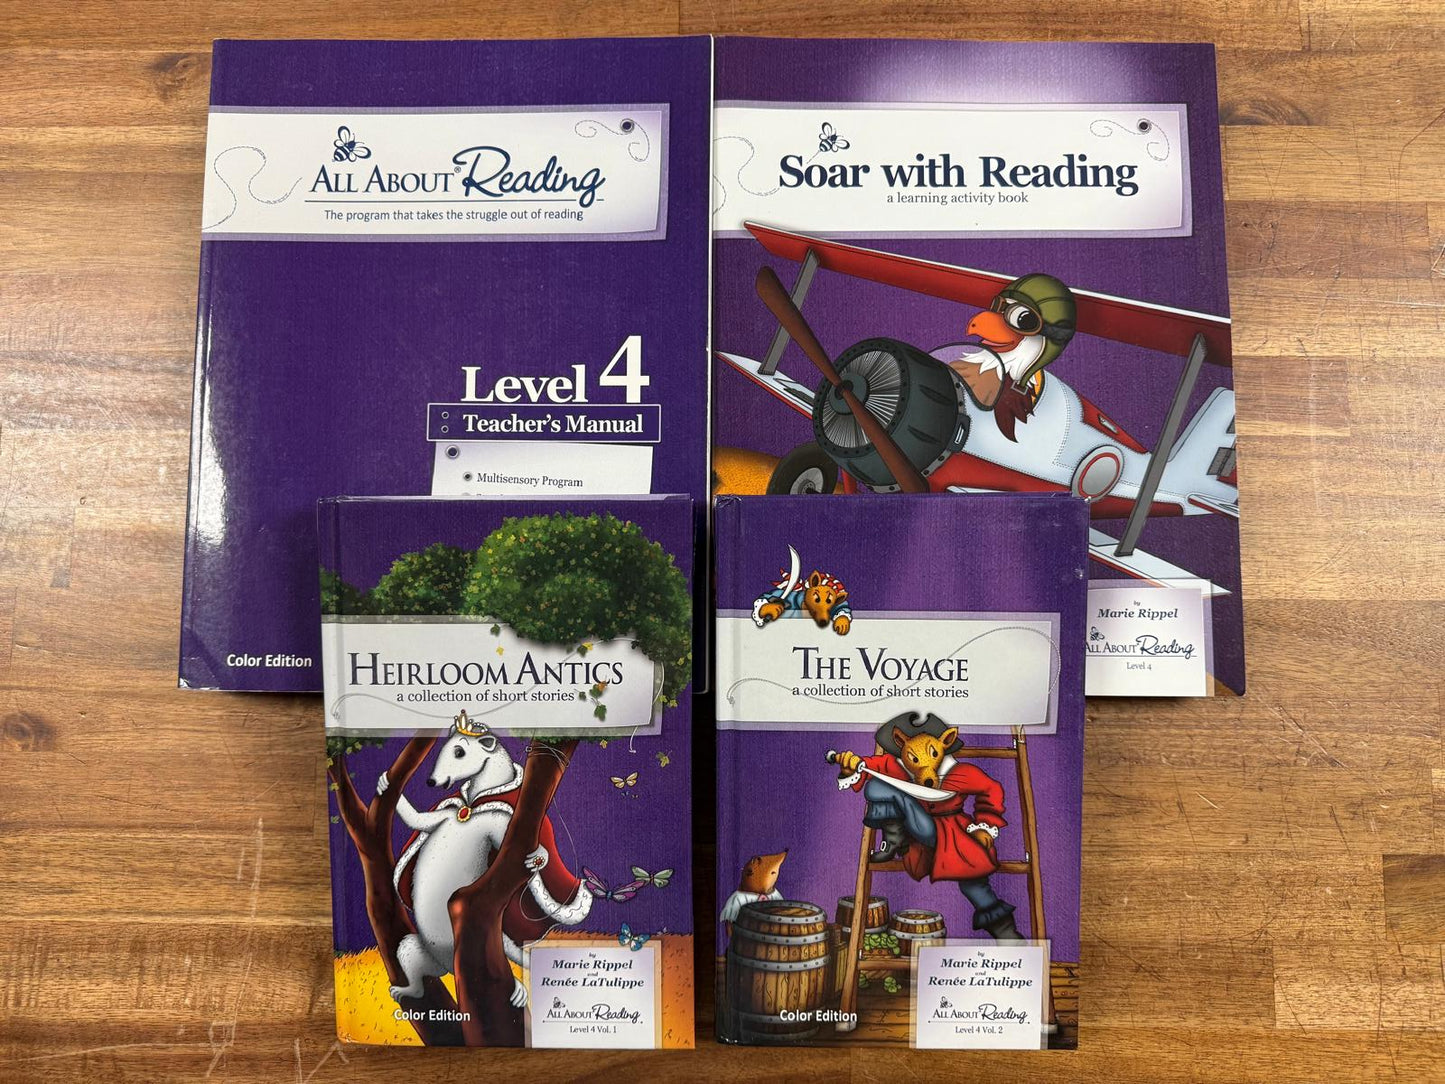 ALL ABOUT® Reading
The program that takes the struggle out of reading
Level 4
Teacher's Manual
Multisensory Program
Color Edition
Soar with Reading
a learning activity book
by
Marie Rippel
ALL ABOUT® Reading
Level 4
HEIRLOOM ANTICS
a collection of short stories
by
Marie Rippel
and
Renée LaTulippe
ALL ABOUT® Reading
Level 4 Vol. 1
Color Edition
THE VOYAGE
a collection of short stories
by
Marie Rippel
and
Renée LaTulippe
ALL ABOUT® Reading
Level 4 Vol. 2
Color Edition